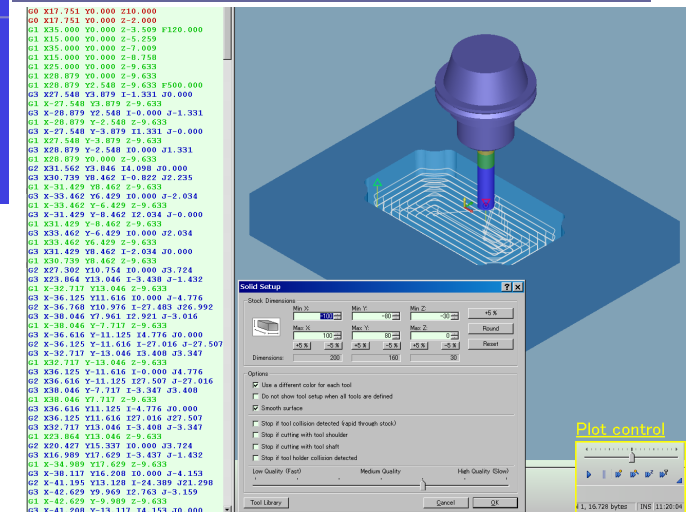 G0 X17.751 Y0.000 Z10.000
G0 X17.751 Y0.000 Z-2.000
G1 X35.000 Y0.000 Z-3.509 F120.000
G1 X15.000 Y0.000 Z-5.259
G1 X35.000 Y0.000 Z-7.009
G1 X15.000 Y0.000 Z-8.758
G1 X25.000 Y0.000 Z-9.633
G1 X28.879 Y0.000 Z-9.633
G1 X28.879 Y2.548 Z-9.633 F500.000
G3 X27.548 Y3.879 I-1.331 J0.000
G1 X-27.548 Y3.879 Z-9.633
G3 X-28.879 Y2.548 I-0.000 J-1.331
G1 X-28.879 Y-2.548 Z-9.633
G3 X-27.548 Y-3.879 I1.331 J-0.000
G1 X27.548 Y-3.879 Z-9.633
G3 X28.879 Y-2.548 I0.000 J1.331
G1 X28.879 Y0.000 Z-9.633
G2 X31.562 Y3.846 I4.098 J0.000
G3 X30.739 Y8.462 I-0.822 J2.235
G1 X-31.429 Y8.462 Z-9.633
G3 X-33.462 Y6.429 I0.000 J-2.034
G1 X-33.462 Y-6.429 Z-9.633
G3 X-31.429 Y-8.462 I2.034 J-0.000
G1 X31.429 Y-8.462 Z-9.633
G3 X33.462 Y-6.429 I0.000 J2.034
G1 X33.462 Y6.429 Z-9.633
G3 X31.429 Y8.462 I-2.034 J0.000
G1 X30.739 Y8.462 Z-9.633
G2 X27.302 Y10.754 I0.000 J3.724
G3 X23.864 Y13.046 I-3.438 J-1.432
G1 X-32.717 Y13.046 Z-9.633
G3 X-36.125 Y11.616 I0.000 J-4.776
G2 X-36.768 Y10.976 I-27.483 J26.992
G3 X-38.046 Y7.961 I2.921 J-3.016
G1 X-38.046 Y-7.717 Z-9.633
G3 X-36.616 Y-11.125 I4.776 J0.000
G2 X-36.125 Y-11.616 I-27.016 J-27.507
G3 X-32.717 Y-13.046 I3.408 J3.347
G1 X32.717 Y-13.046 Z-9.633
G3 X36.125 Y-11.616 I-0.000 J4.776
G2 X36.616 Y-11.125 I27.507 J-27.016
G3 X38.046 Y-7.717 I-3.347 J3.408
G1 X38.046 Y7.717 Z-9.633
G3 X36.616 Y11.125 I-4.776 J0.000
G2 X36.125 Y11.616 I27.016 J27.507
G3 X32.717 Y13.046 I-3.408 J-3.347
G1 X23.864 Y13.046 Z-9.633
G2 X20.427 Y15.337 I0.000 J3.724
G3 X16.989 Y17.629 I-3.437 J-1.432
G1 X-34.989 Y17.629 Z-9.633
G3 X-38.117 Y16.208 I0.000 J-4.153
G2 X-41.195 Y13.128 I-24.389 J21.298
G3 X-42.629 Y9.969 I2.763 J-3.159
G1 X-42.629 Y-9.989 Z-9.633
G3 X-41.208 Y-13.117 I4.153 J0.000
Solid Setup
Stock Dimensions
Min X: Min Y: Min Z:
-100 -80 -30 +5 %
Max X: Max Y: Max Z: Round
100 80 0
+5 % -5 % +5 % -5 % +5 % -5 % Reset
Dimensions: 200 160 30
Options
Use a different color for each tool
Do not show tool setup when all tools are defined
Smooth surface
Stop if tool collision detected (rapid through stock)
Stop if cutting with tool shoulder
Stop if cutting with tool shaft
Stop if tool holder collision detected
Low Quality (Fast) Medium Quality High Quality (Slow)
Tool Library Cancel OK
Plot control
1, 16.728 bytes INS 11:20:04